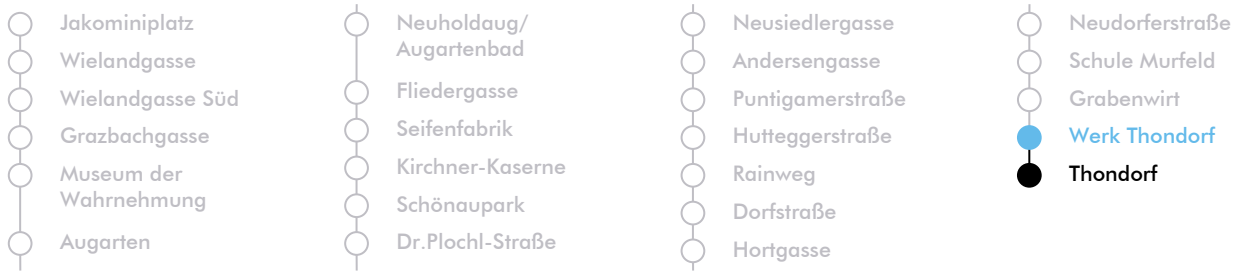 Jakominiplatz
Wielandgasse
Wielandgasse Süd
Grazbachgasse
Museum der
Wahrnehmung
Augarten
Neuholdaug/
Augartenbad
Fliedergasse
Seifenfabrik
Kirchner-Kaserne
Schönaupark
Dr.Plochl-Straße
Neusiedlergasse
Andersengasse
Puntigamerstraße
Hutteggerstraße
Rainweg
Dorfstraße
Hortgasse
Neudorferstraße
Schule Murfeld
Grabenwirt
Werk Thondorf
Thondorf